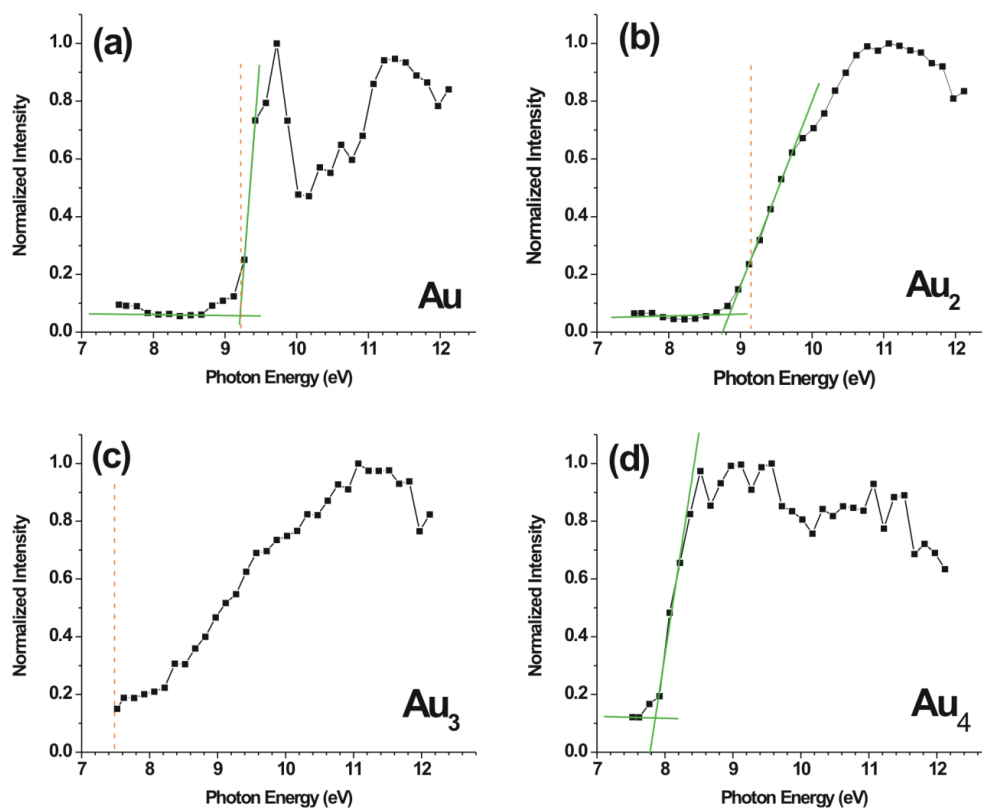 (a)
Normalized Intensity
1.0
0.8
0.6
0.4
0.2
0.0
Au
7 8 9 10 11 12
Photon Energy (eV)
(b)
Normalized Intensity
1.0
0.8
0.6
0.4
0.2
0.0
Au2
7 8 9 10 11 12
Photon Energy (eV)
(c)
Normalized Intensity
1.0
0.8
0.6
0.4
0.2
0.0
Au3
7 8 9 10 11 12
Photon Energy (eV)
(d)
Normalized Intensity
1.0
0.8
0.6
0.4
0.2
0.0
Au4
7 8 9 10 11 12
Photon Energy (eV)